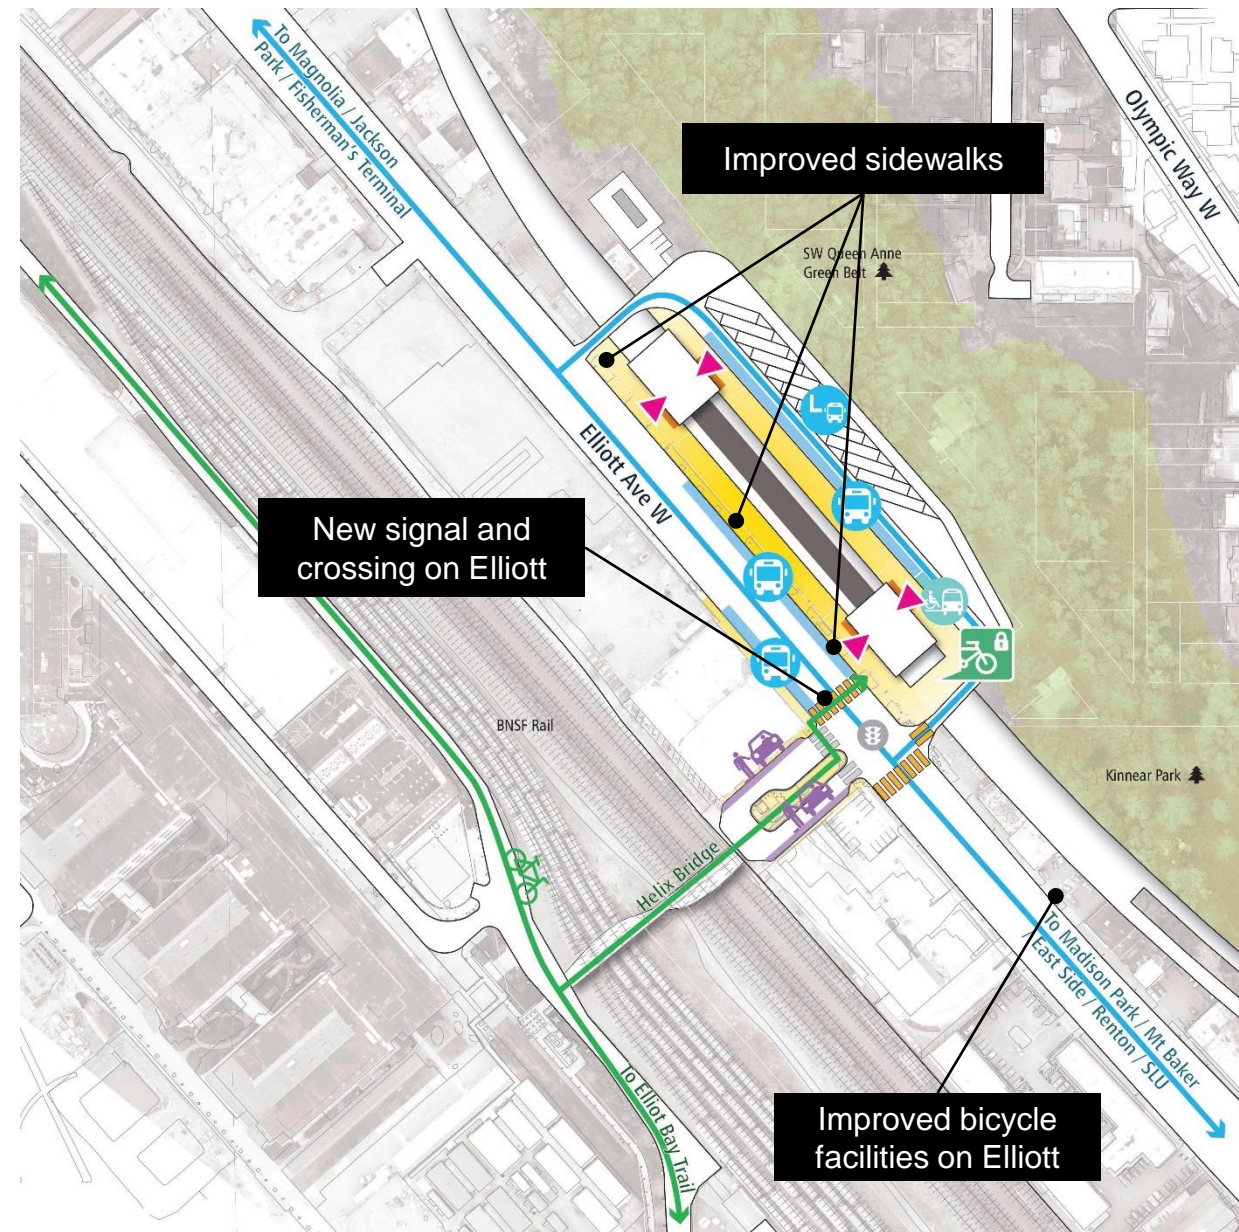 To Magnolia / Jackson
Park / Fisherman's Terminal
Olympic Way W
Improved sidewalks
SW Queen Anne
Green Belt
L
Elliott Ave W
New signal and
crossing on Elliott
BNSF Rail
Kinnear Park
Helix Bridge
To Madison Park / Mt Baker
/ East Side / Renton / SLU
To Elliot Bay Trail
Improved bicycle
facilities on Elliott